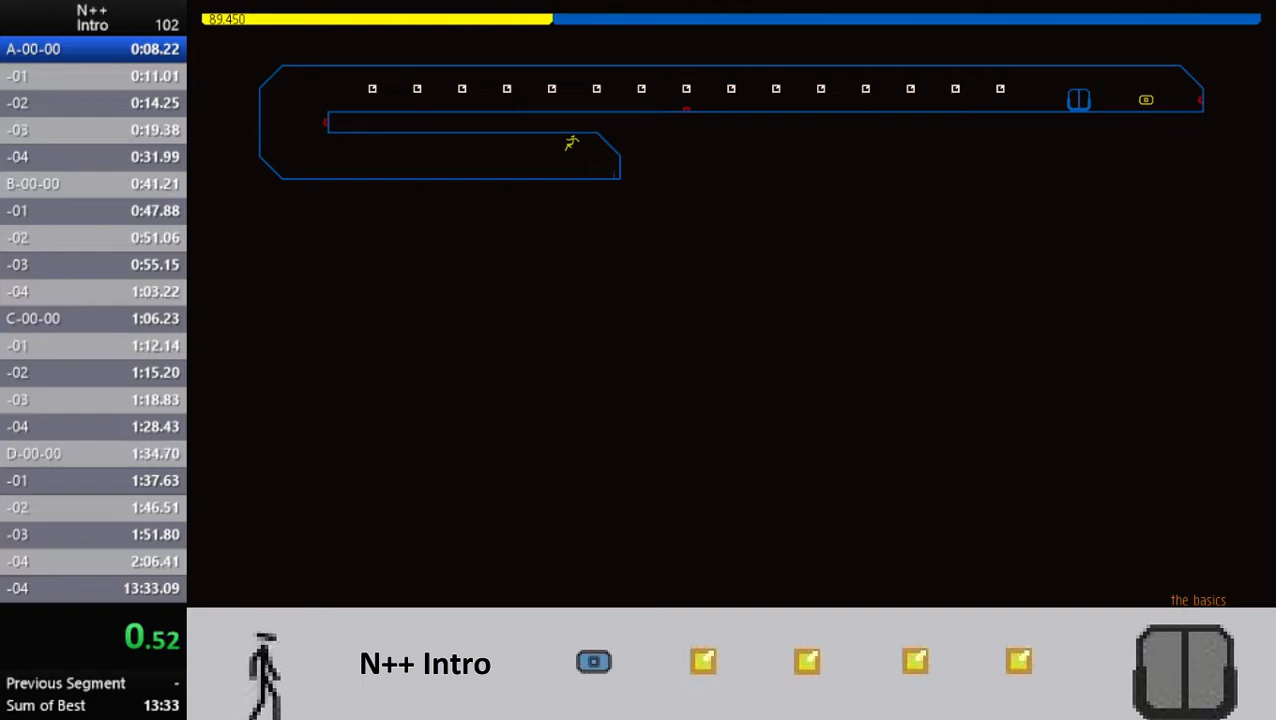 N++
Intro 102
A-00-00 0:08.22
-01 0:11.01
-02 0:14.25
-03 0:19.38
-04 0:31.99
B-00-00 0:41.21
-01 0:47.88
-02 0:51.06
-03 0:55.15
-04 1:03.22
C-00-00 1:06.23
-01 1:12.14
-02 1:15.20
-03 1:18.83
-04 1:28.43
D-00-00 1:34.70
-01 1:37.63
-02 1:46.51
-03 1:51.80
-04 2:06.41
-04 13:33.09
0.52
Previous Segment -
Sum of Best 13:33
89.450
the basics
N++ Intro